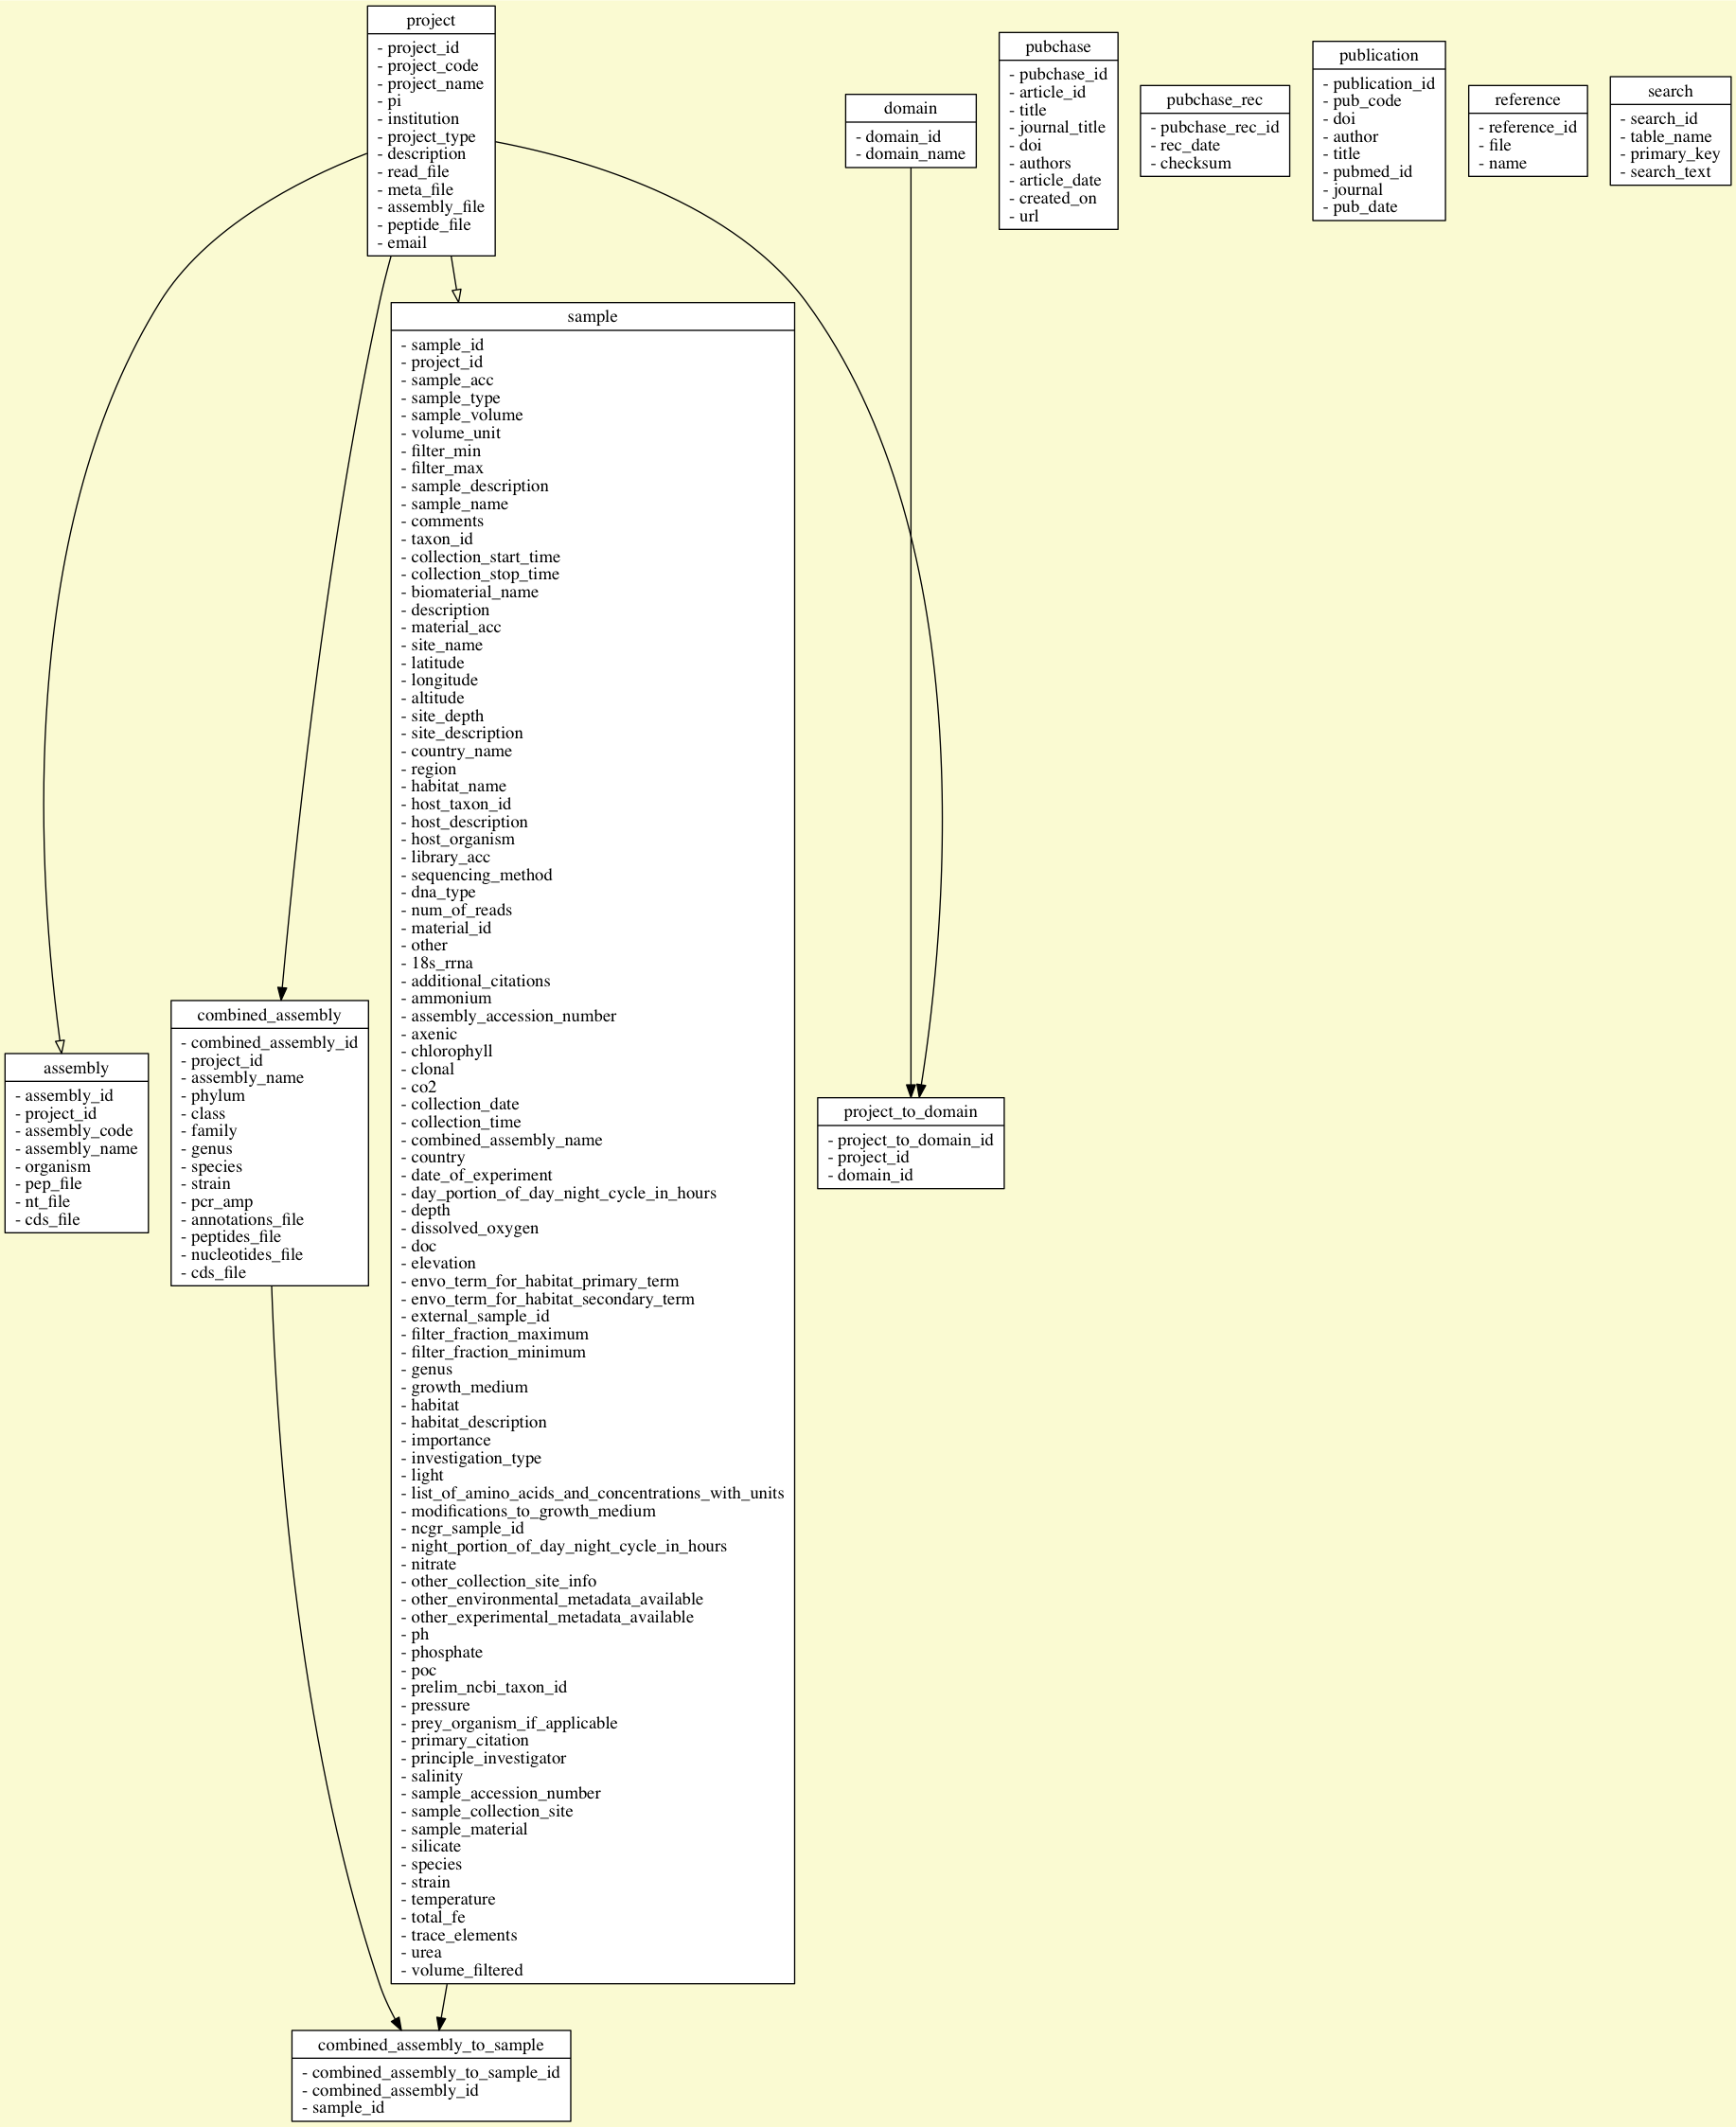 project
- project_id
- project_code
- project_name
- pi
- institution
- project_type
- description
- read_file
- meta_file
- assembly_file
- peptide_file
- email
domain
- domain_id
- domain_name
pubchase
- pubchase_id
- article_id
- title
- journal_title
- doi
- authors
- article_date
- created_on
- url
pubchase_rec
- pubchase_rec_id
- rec_date
- checksum
publication
- publication_id
- pub_code
- doi
- author
- title
- pubmed_id
- journal
- pub_date
reference
- reference_id
- file
- name
search
- search_id
- table_name
- primary_key
- search_text
sample
- sample_id
- project_id
- sample_acc
- sample_type
- sample_volume
- volume_unit
- filter_min
- filter_max
- sample_description
- sample_name
- comments
- taxon_id
- collection_start_time
- collection_stop_time
- biomaterial_name
- description
- material_acc
- site_name
- latitude
- longitude
- altitude
- site_depth
- site_description
- country_name
- region
- habitat_name
- host_taxon_id
- host_description
- host_organism
- library_acc
- sequencing_method
- dna_type
- num_of_reads
- material_id
- other
- 18s_rrna
- additional_citations
- ammonium
- assembly_accession_number
- axenic
- chlorophyll
- clonal
- co2
- collection_date
- collection_time
- combined_assembly_name
- country
- date_of_experiment
- day_portion_of_day_night_cycle_in_hours
- depth
- dissolved_oxygen
- doc
- elevation
- envo_term_for_habitat_primary_term
- envo_term_for_habitat_secondary_term
- external_sample_id
- filter_fraction_maximum
- filter_fraction_minimum
- genus
- growth_medium
- habitat
- habitat_description
- importance
- investigation_type
- light
- list_of_amino_acids_and_concentrations_with_units
- modifications_to_growth_medium
- ncgr_sample_id
- night_portion_of_day_night_cycle_in_hours
- nitrate
- other_collection_site_info
- other_environmental_metadata_available
- other_experimental_metadata_available
- ph
- phosphate
- poc
- prelim_ncbi_taxon_id
- pressure
- prey_organism_if_applicable
- primary_citation
- principle_investigator
- salinity
- sample_accession_number
- sample_collection_site
- sample_material
- silicate
- species
- strain
- temperature
- total_fe
- trace_elements
- urea
- volume_filtered
assembly
- assembly_id
- project_id
- assembly_code
- assembly_name
- organism
- pep_file
- nt_file
- cds_file
combined_assembly
- combined_assembly_id
- project_id
- assembly_name
- phylum
- class
- family
- genus
- species
- strain
- pcr_amp
- annotations_file
- peptides_file
- nucleotides_file
- cds_file
project_to_domain
- project_to_domain_id
- project_id
- domain_id
combined_assembly_to_sample
- combined_assembly_to_sample_id
- combined_assembly_id
- sample_id